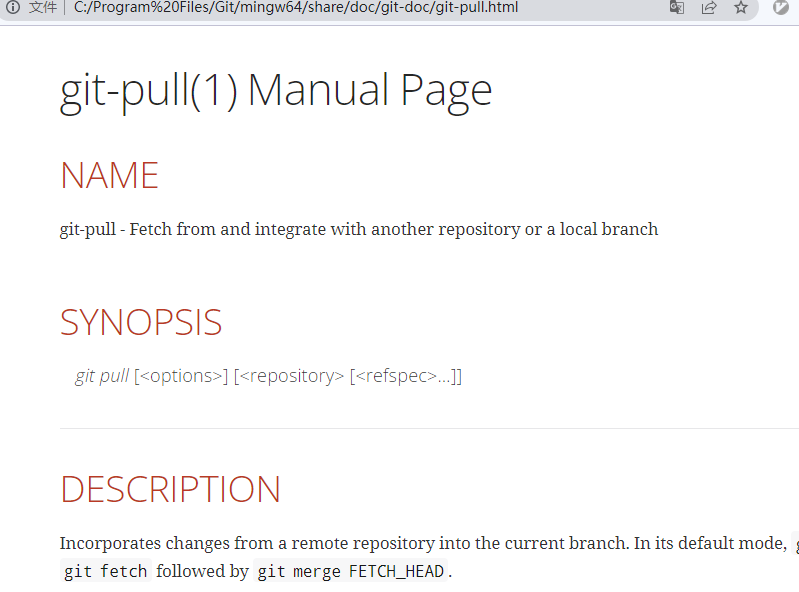 文件 C:/Program%20Files/Git/mingw64/share/doc/git-doc/git-pull.html
git-pull(1) Manual Page
NAME
git-pull - Fetch from and integrate with another repository or a local branch
SYNOPSIS
git pull [<options>] [<repository> [<refspec>…]]
DESCRIPTION
Incorporates changes from a remote repository into the current branch. In its default mode,
git fetch followed by git merge FETCH_HEAD.